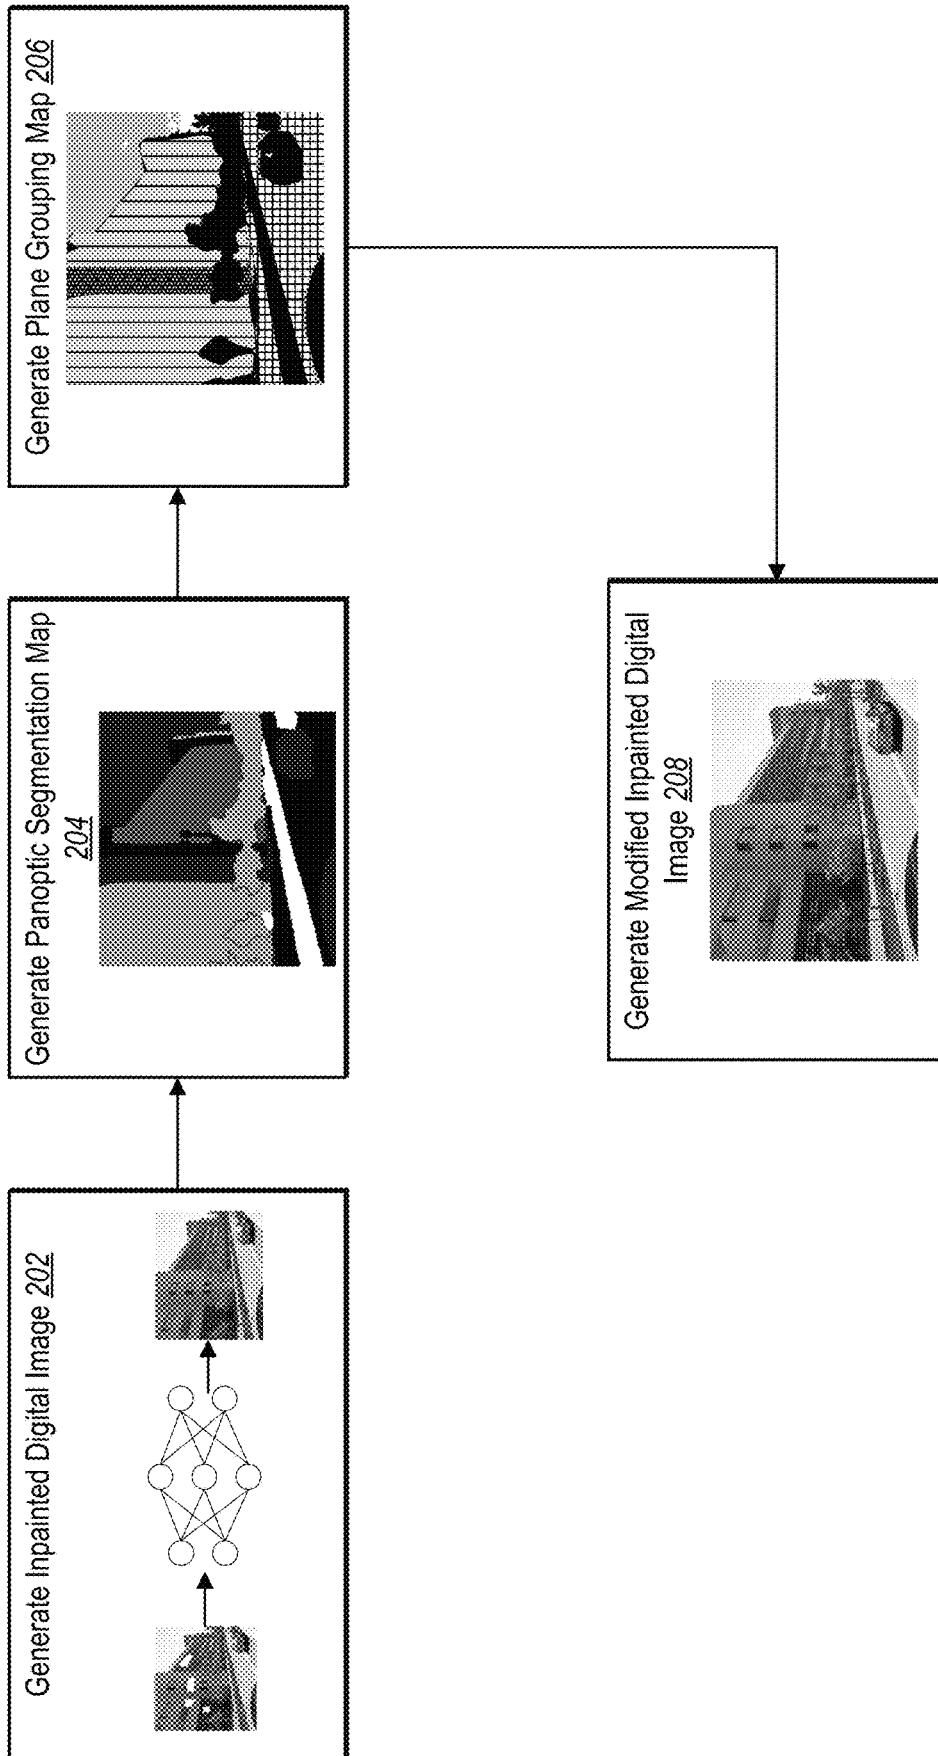 Generate Inpainted Digital Image 202
Generate Panoptic Segmentation Map
204
Generate Plane Grouping Map 206
Generate Modified Inpainted Digital
Image 208